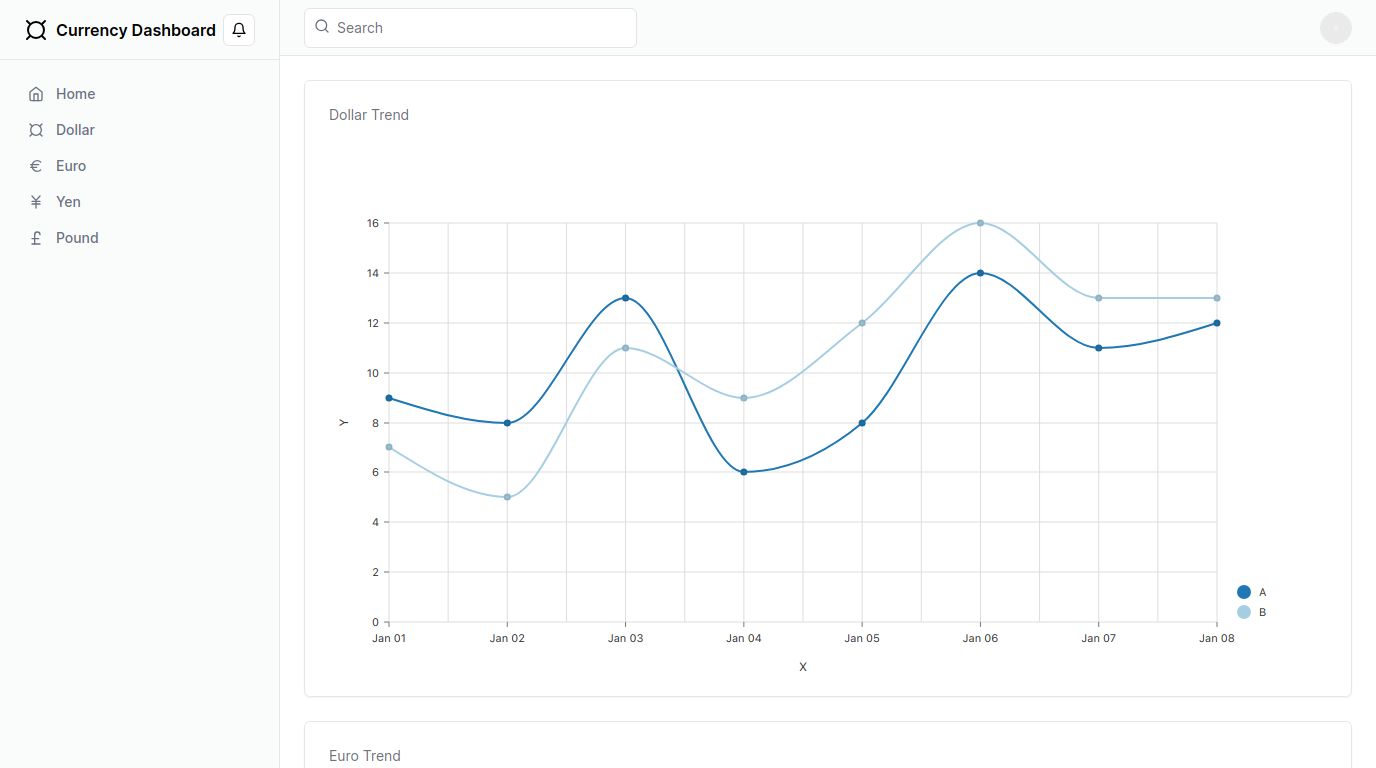 Currency Dashboard
Search
Home
Dollar
Euro
Yen
Pound
Dollar Trend
16
14
12
10
8
6
4
2
0
Y
Jan 01 Jan 02 Jan 03 Jan 04 Jan 05 Jan 06 Jan 07 Jan 08
X
A
B
Euro Trend